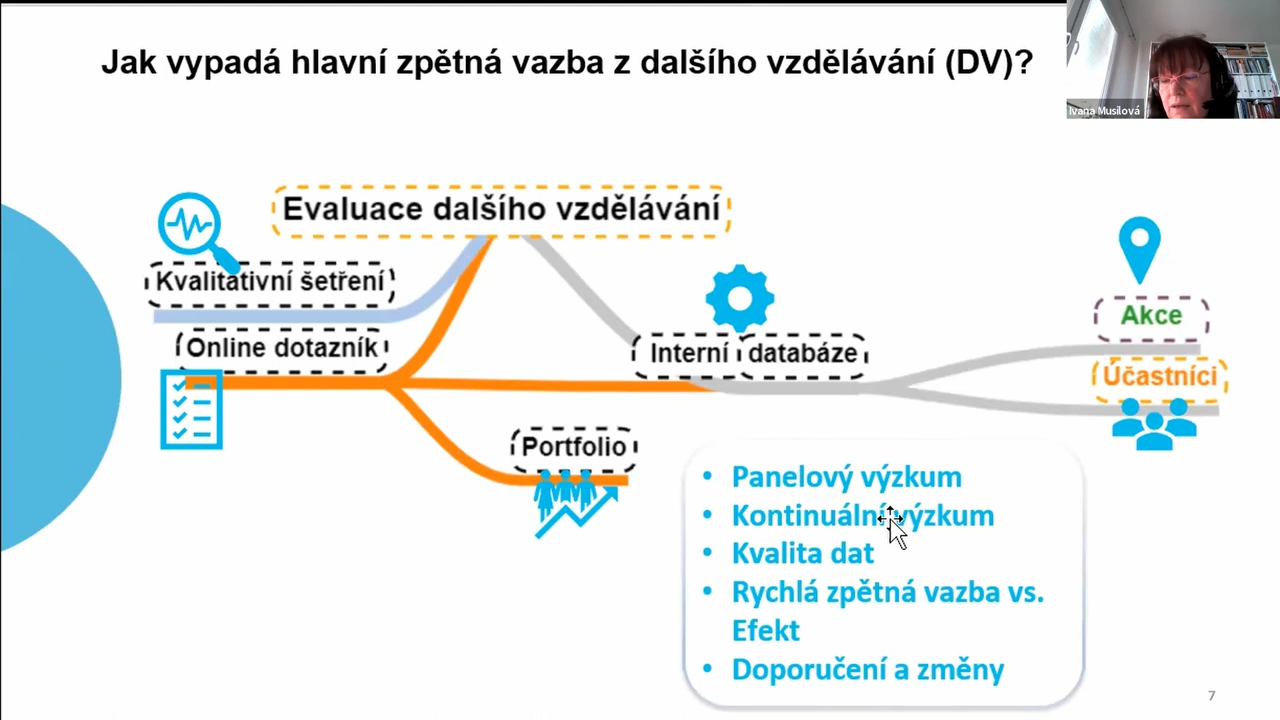 Jak vypadá hlavní zpětná vazba z dalšího vzdělávání (DV)?
Ivana Musilová
Evaluace dalšího vzdělávání
Kvalitativní šetření
Online dotazník
Interní databáze
Akce
Účastníci
Portfolio
• Panelový výzkum
• Kontinuální výzkum
• Kvalita dat
• Rychlá zpětná vazba vs.
Efekt
• Doporučení a změny
7